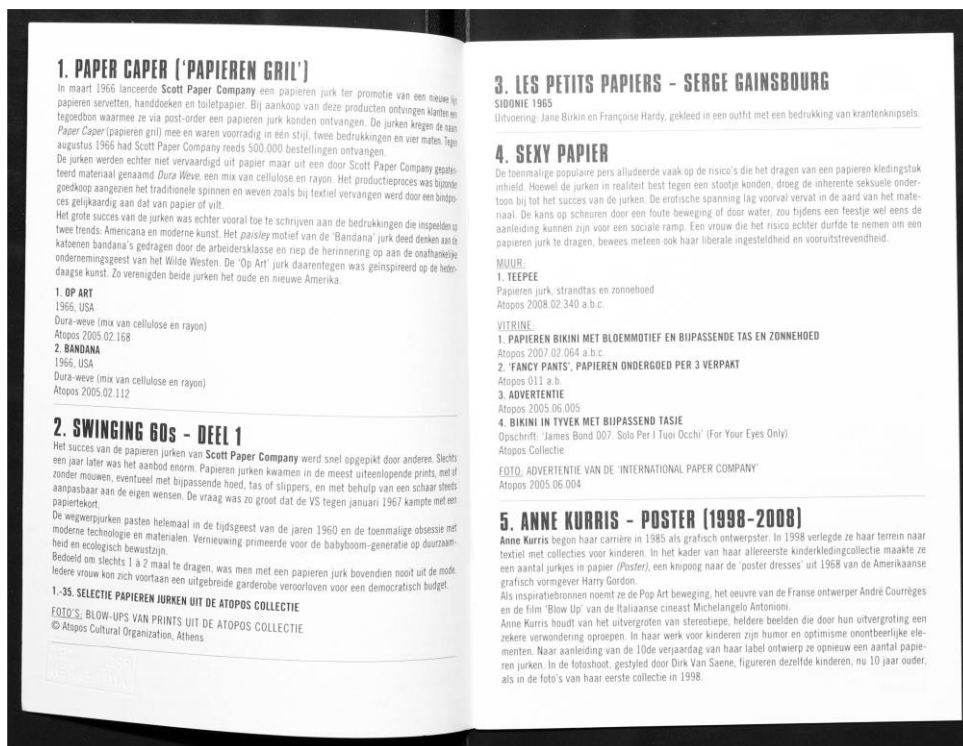 1. PAPER CAPER ('PAPIEREN GRIL')
In maart 1966 lanceerde Scott Paper Company een papieren jurk ter promotie van een nieuwe lijn
papieren servetten, handdoeken en toiletpapier. Bij aankoop van deze producten ontvingen klanten een
tegoedbon waarmee ze via post-order een papieren jurk konden ontvangen. De jurken kregen de naam
Paper Caper (papieren gril) mee en waren voorradig in één stijl, twee bedrukkingen en vier maten. Tegen
augustus 1966 had Scott Paper Company reeds 500.000 bestellingen ontvangen.
De jurken werden echter niet vervaardigd uit papier maar uit een door Scott Paper Company gepaten-
teerd materiaal genaamd Dura Weve, een mix van cellulose en rayon. Het productieproces was bijzonder
goedkoop aangezien het traditionele spinnen en weven zoals bij textiel vervangen werd door een bindpro-
ces gelijkaardig aan dat van papier of vilt.
Het grote succes van de jurken was echter vooral toe te schrijven aan de bedrukkingen die inspeelden op
twee trends: Americana en moderne kunst. Het paisley motief van de 'Bandana' jurk deed denken aan de
katoenen bandana's gedragen door de arbeidersklasse en riep de herinnering op aan de onafhankelijke
ondernemingsgeest van het Wilde Westen. De 'Op Art' jurk daarentegen was geïnspireerd op de heden-
daagse kunst. Zo verenigden beide jurken het oude en nieuwe Amerika.
1. OP ART
1966, USA
Dura-weve (mix van cellulose en rayon)
Atopos 2005.02.168
2. BANDANA
1966, USA
Dura-weve (mix van cellulose en rayon)
Atopos 2005.02.112
2. SWINGING 60s - DEEL 1
Het succes van de papieren jurken van Scott Paper Company werd snel opgepikt door anderen. Slechts
een jaar later was het aanbod enorm. Papieren jurken kwamen in de meest uiteenlopende prints, met of
zonder mouwen, eventueel met bijpassende hoed, tas of slippers, en met behulp van een schaar steeds
aanpasbaar aan de eigen wensen. De vraag was zo groot dat de VS tegen januari 1967 kampte met een
papiertekort.
De wegwerpjurken pasten helemaal in de tijdsgeest van de jaren 1960 en de toenmalige obsessie met
moderne technologie en materialen. Vernieuwing primeerde voor de babyboom-generatie op duurzaam-
heid en ecologisch bewustzijn.
Bedoeld om slechts 1 à 2 maal te dragen, was men met een papieren jurk bovendien nooit uit de mode.
Iedere vrouw kon zich voortaan een uitgebreide garderobe veroorloven voor een democratisch budget.
1.-35. SELECTIE PAPIEREN JURKEN UIT DE ATOPOS COLLECTIE
FOTO'S: BLOW-UPS VAN PRINTS UIT DE ATOPOS COLLECTIE
© Atopos Cultural Organization, Athens
3. LES PETITS PAPIERS - SERGE GAINSBOURG
SIDONIE 1965
Uitvoering: Jane Birkin en Françoise Hardy, gekleed in een outfit met een bedrukking van krantenknipsels.
4. SEXY PAPIER
De toenmalige populaire pers alludeerde vaak op de risico's die het dragen van een papieren kledingstuk
inhield. Hoewel de jurken in realiteit best tegen een stootje konden, droeg de inherente seksuele onder-
toon bij tot het succes van de jurken. De erotische spanning lag voorval vervat in de aard van het mate-
riaal. De kans op scheuren door een foute beweging of door water, zou tijdens een feestje wel eens de
aanleiding kunnen zijn voor een sociale ramp. Een vrouw die het risico echter durfde te nemen om een
papieren jurk te dragen, bewees meteen ook haar liberale ingesteldheid en vooruitstrevendheid.
MUUR:
1. TEEPEE
Papieren jurk, strandtas en zonnehoed
Atopos 2008.02.340 a.b.c.
VITRINE:
1. PAPIEREN BIKINI MET BLOEMMOTIEF EN BIJPASSENDE TAS EN ZONNEHOED
Atopos 2007.02.064 a.b.c.
2. 'FANCY PANTS', PAPIEREN ONDERGOED PER 3 VERPAKT
Atopos 011 a.b.
3. ADVERTENTIE
Atopos 2005.06.005
4. BIKINI IN TYVEK MET BIJPASSEND TASJE
Opschrift: 'James Bond 007. Solo Per I Tuoi Occhi' (For Your Eyes Only)
Atopos Collectie
FOTO: ADVERTENTIE VAN DE 'INTERNATIONAL PAPER COMPANY'
Atopos 2005.06.004
5. ANNE KURRIS - POSTER (1998-2008)
Anne Kurris begon haar carrière in 1985 als grafisch ontwerpster. In 1998 verlegde ze haar terrein naar
textiel met collecties voor kinderen. In het kader van haar allereerste kinderkledingcollectie maakte ze
een aantal jurkjes in papier (Poster), een knipoog naar de 'poster dresses' uit 1968 van de Amerikaanse
grafisch vormgever Harry Gordon.
Als inspiratiebronnen noemt ze de Pop Art beweging, het oeuvre van de Franse ontwerper André Courrèges
en de film 'Blow Up' van de Italiaanse cineast Michelangelo Antonioni.
Anne Kurris houdt van het uitvergroten van stereotiepe, heldere beelden die door hun uitvergroting een
zekere verwondering oproepen. In haar werk voor kinderen zijn humor en optimisme onontbeerlijke ele-
menten. Naar aanleiding van de 10de verjaardag van haar label ontwierp ze opnieuw een aantal papie-
ren jurken. In de fotoshoot, gestyled door Dirk Van Saene, figureren dezelfde kinderen, nu 10 jaar ouder,
als in de foto's van haar eerste collectie in 1998.